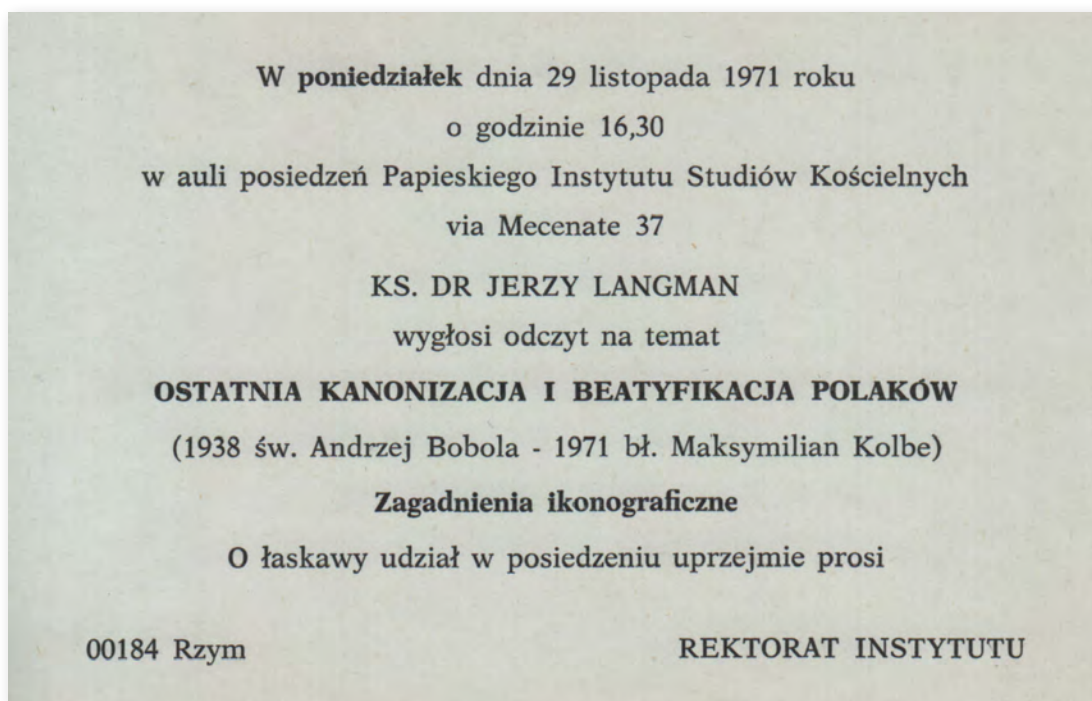 W poniedziałek dnia 29 listopada 1971 roku
o godzinie 16,30
w auli posiedzeń Papieskiego Instytutu Studiów Kościelnych
via Mecenate 37
KS. DR JERZY LANGMAN
wygłosi odczyt na temat
OSTATNIA KANONIZACJA I BEATYFIKACJA POLAKÓW
(1938 św. Andrzej Bobola - 1971 bł. Maksymilian Kolbe)
Zagadnienia ikonograficzne
O łaskawy udział w posiedzeniu uprzejmie prosi
00184 Rzym REKTORAT INSTYTUTU